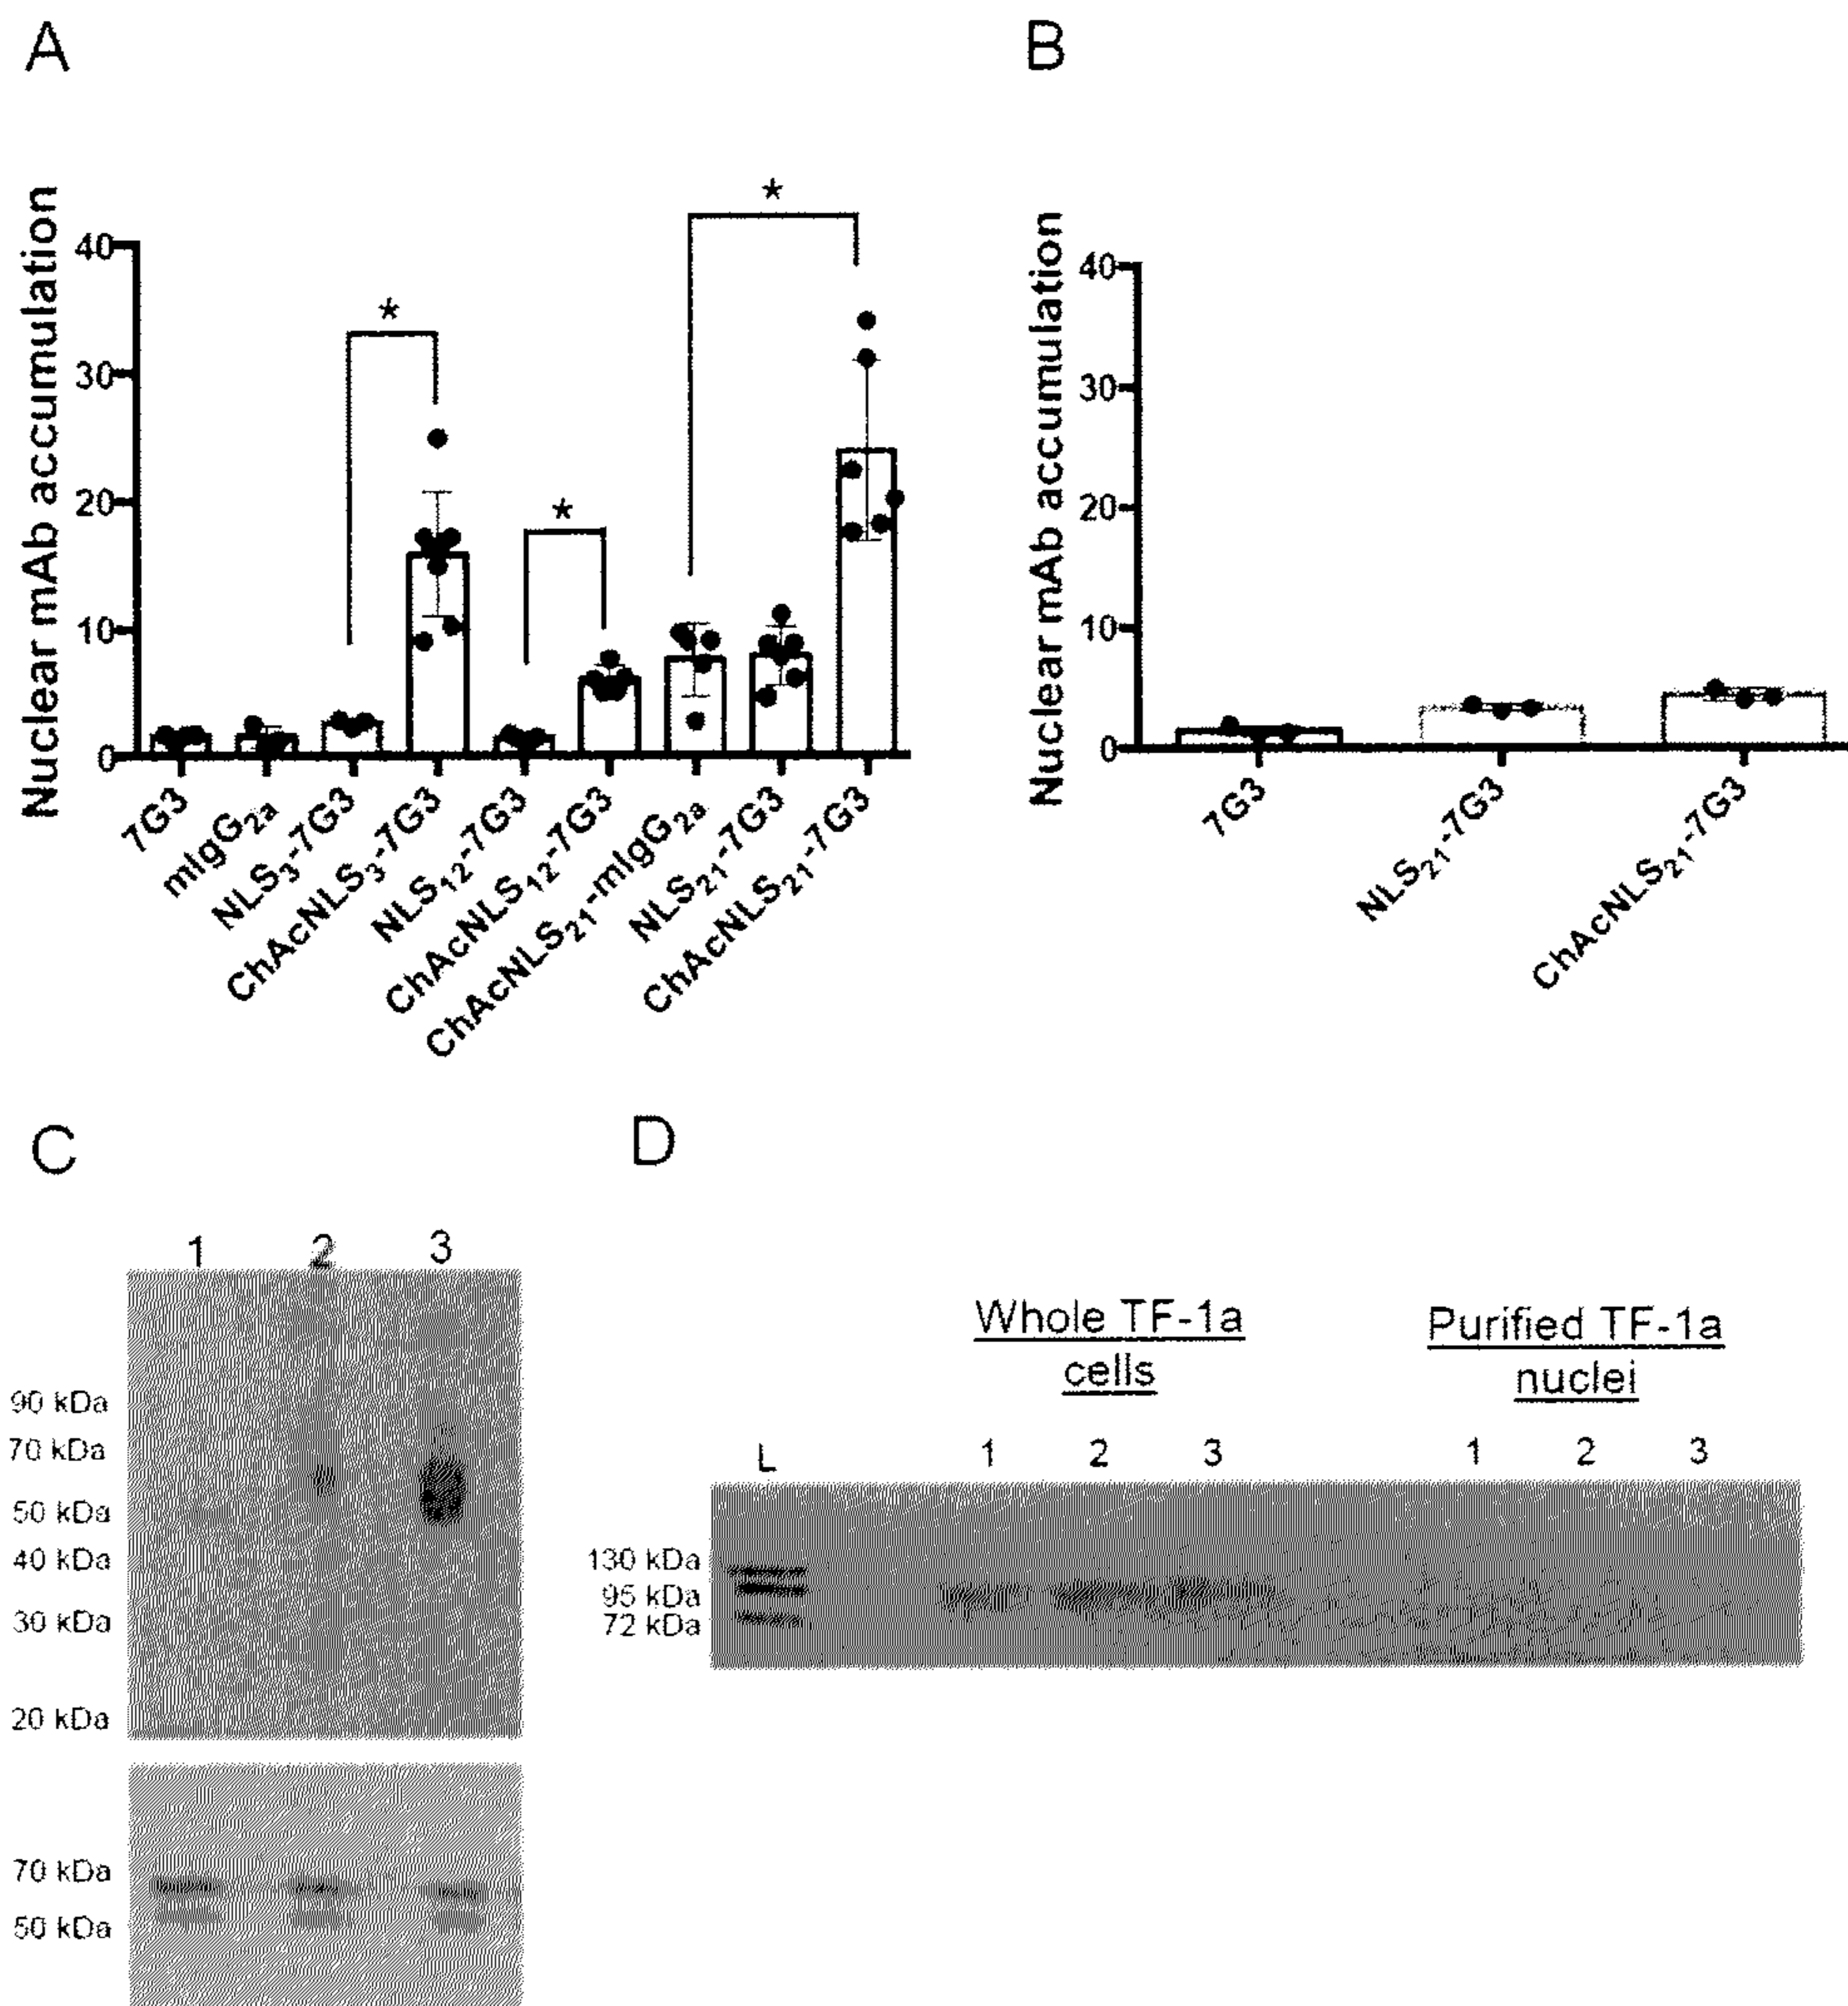 A
Nuclear mAb accumulation
40
30
20
10
0
*
*
*
7G3
mIgG2a
NLS3-7G3
ChAcNLS3-7G3
NLS12-7G3
ChAcNLS12-7G3
ChAcNLS21-mIgG2a
NLS21-7G3
ChAcNLS21-7G3
B
Nuclear mAb accumulation
40
30
20
10
0
7G3
NLS21-7G3
ChAcNLS21-7G3
C
1 2 3
90 kDa
70 kDa
50 kDa
40 kDa
30 kDa
20 kDa
70 kDa
50 kDa
D
Whole TF-1a
cells
Purified TF-1a
nuclei
L 1 2 3 1 2 3
130 kDa
95 kDa
72 kDa